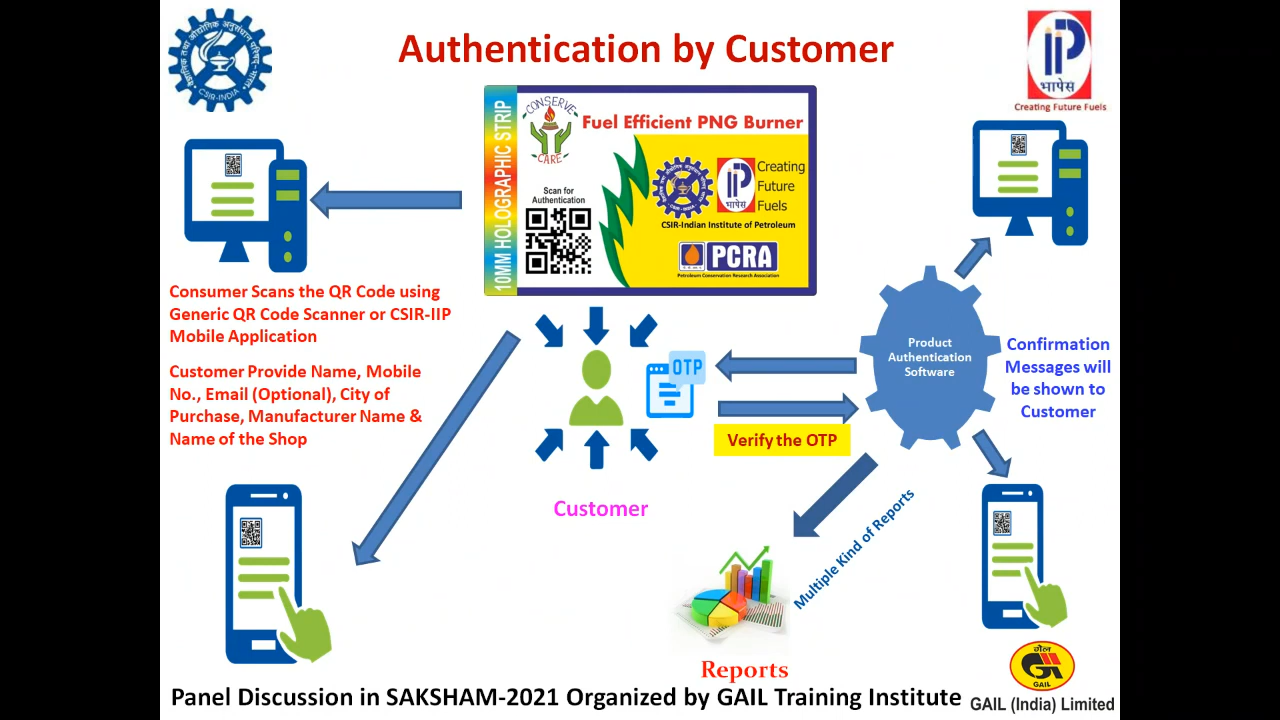 Authentication by Customer
CSIR-INDIA
भापेस
Creating Future Fuels
10MM HOLOGRAPHIC STRIP
CONSERVE
CARE
Fuel Efficient PNG Burner
Scan for
Authentication
भापेस
Creating
Future
Fuels
CSIR-Indian Institute of Petroleum
PCRA
Petroleum Conservation Research Association
Consumer Scans the QR Code using
Generic QR Code Scanner or CSIR-IIP
Mobile Application
Customer Provide Name, Mobile
No., Email (Optional), City of
Purchase, Manufacturer Name &
Name of the Shop
OTP
Verify the OTP
Customer
Product
Authentication
Software
Confirmation
Messages will
be shown to
Customer
Multiple Kind of Reports
Reports
गेल
GAIL
Panel Discussion in SAKSHAM-2021 Organized by GAIL Training Institute
GAIL (India) Limited